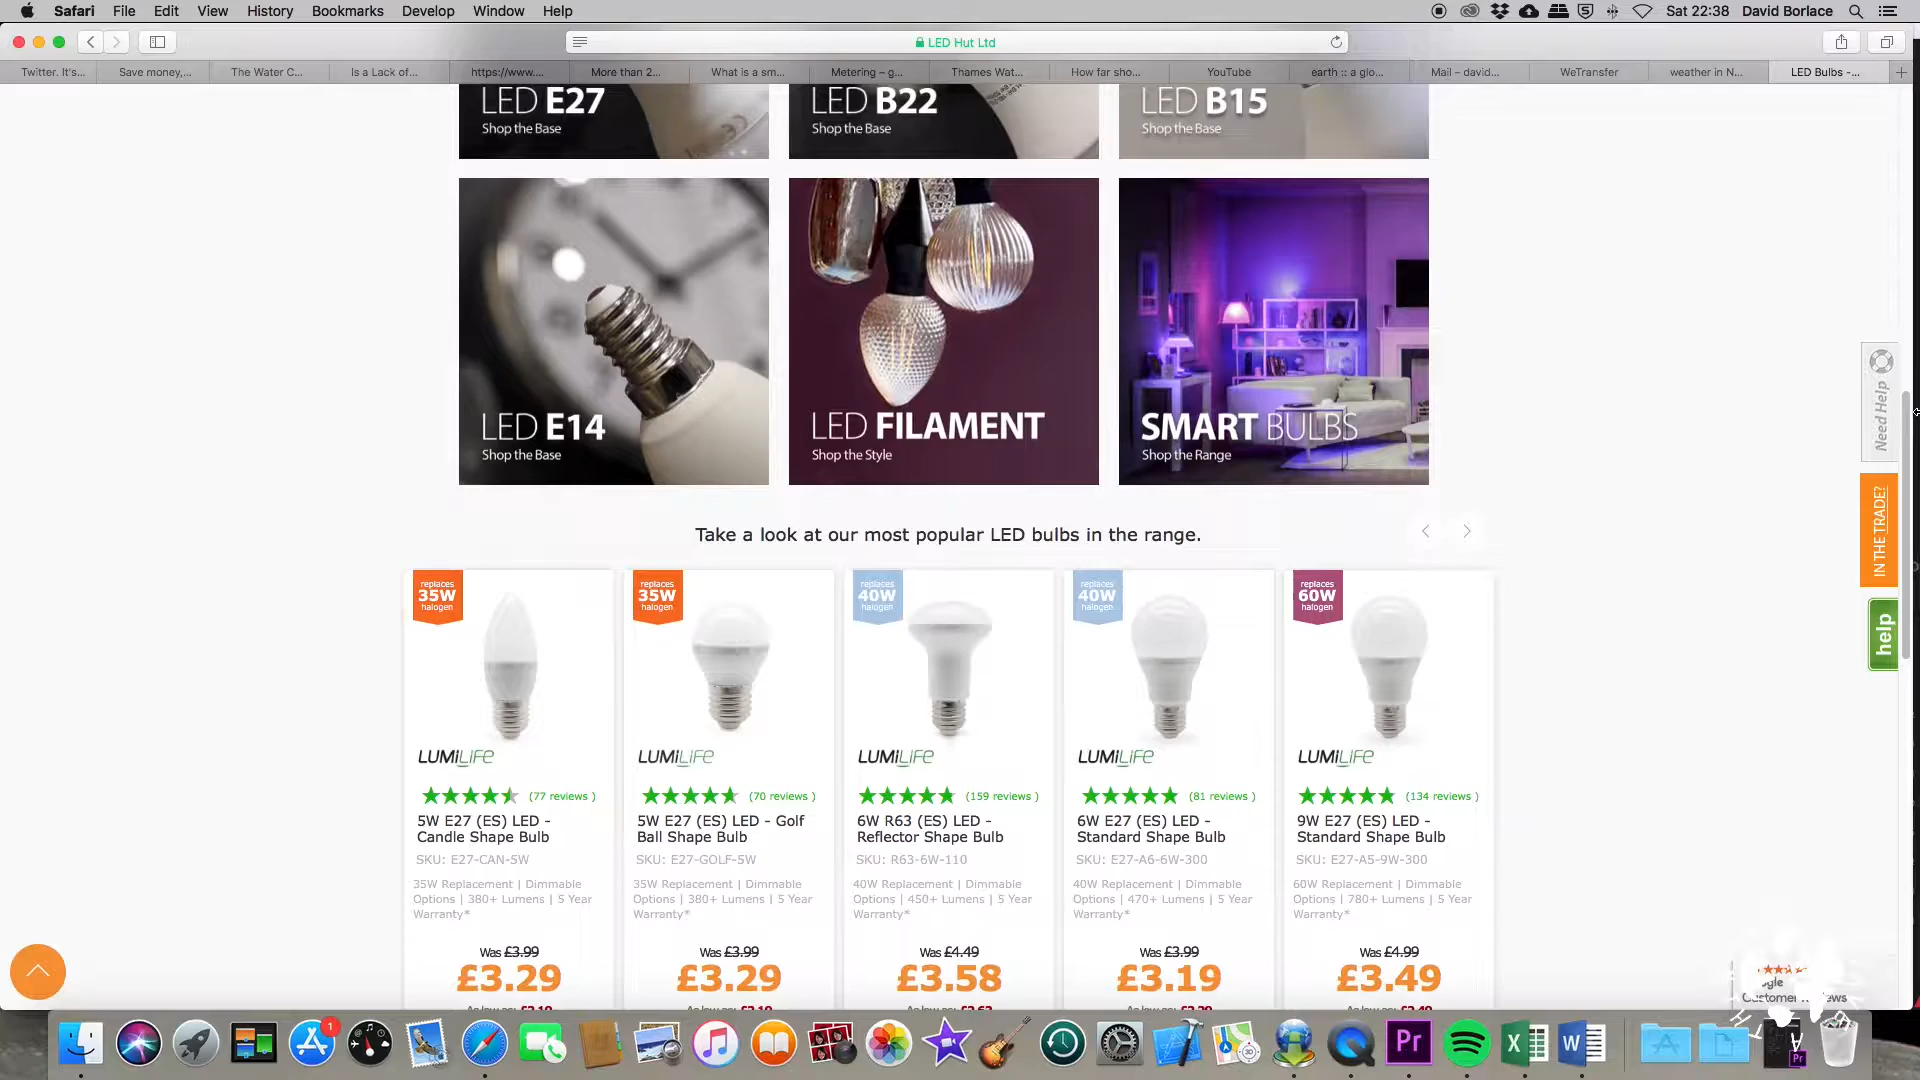 Safari File Edit View History Bookmarks Develop Window Help
Sat 22:38 David Borlace
LED Hut Ltd
Twitter. It's... Save money,... The Water C... Is a Lack of... https://www.... More than 2... What is a sm... Metering – g... Thames Wat... How far sho... YouTube earth :: a glo... Mail – david... WeTransfer weather in N... LED Bulbs -...
LED E27
Shop the Base
LED B22
Shop the Base
LED B15
Shop the Base
LED E14
Shop the Base
LED FILAMENT
Shop the Style
SMART BULBS
Shop the Range
Need Help
IN THE TRADE?
help
Take a look at our most popular LED bulbs in the range.
replaces
35W
halogen
LUMiLIFE
(77 reviews )
5W E27 (ES) LED -
Candle Shape Bulb
SKU: E27-CAN-5W
35W Replacement | Dimmable
Options | 380+ Lumens | 5 Year
Warranty*
Was £3.99
£3.29
replaces
35W
halogen
LUMiLIFE
(70 reviews )
5W E27 (ES) LED - Golf
Ball Shape Bulb
SKU: E27-GOLF-5W
35W Replacement | Dimmable
Options | 380+ Lumens | 5 Year
Warranty*
Was £3.99
£3.29
replaces
40W
halogen
LUMiLIFE
(159 reviews )
6W R63 (ES) LED -
Reflector Shape Bulb
SKU: R63-6W-110
40W Replacement | Dimmable
Options | 450+ Lumens | 5 Year
Warranty*
Was £4.49
£3.58
replaces
40W
halogen
LUMiLIFE
(81 reviews )
6W E27 (ES) LED -
Standard Shape Bulb
SKU: E27-A6-6W-300
40W Replacement | Dimmable
Options | 470+ Lumens | 5 Year
Warranty*
Was £3.99
£3.19
replaces
60W
halogen
LUMiLIFE
(134 reviews )
9W E27 (ES) LED -
Standard Shape Bulb
SKU: E27-A5-9W-300
60W Replacement | Dimmable
Options | 780+ Lumens | 5 Year
Warranty*
Was £4.99
£3.49
1
Pr
X
W
Pr